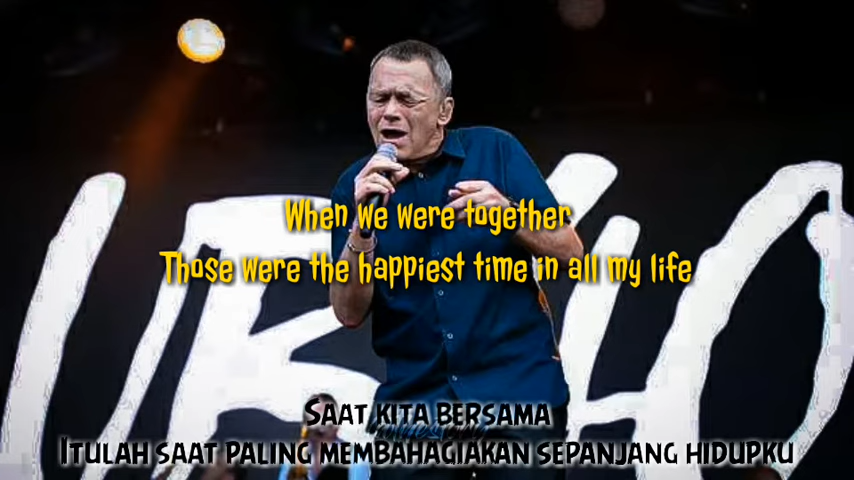 UB40
When we were together
Those were the happiest time in all my life
Saat kita bersama
Itulah saat paling membahagiakan sepanjang hidupku